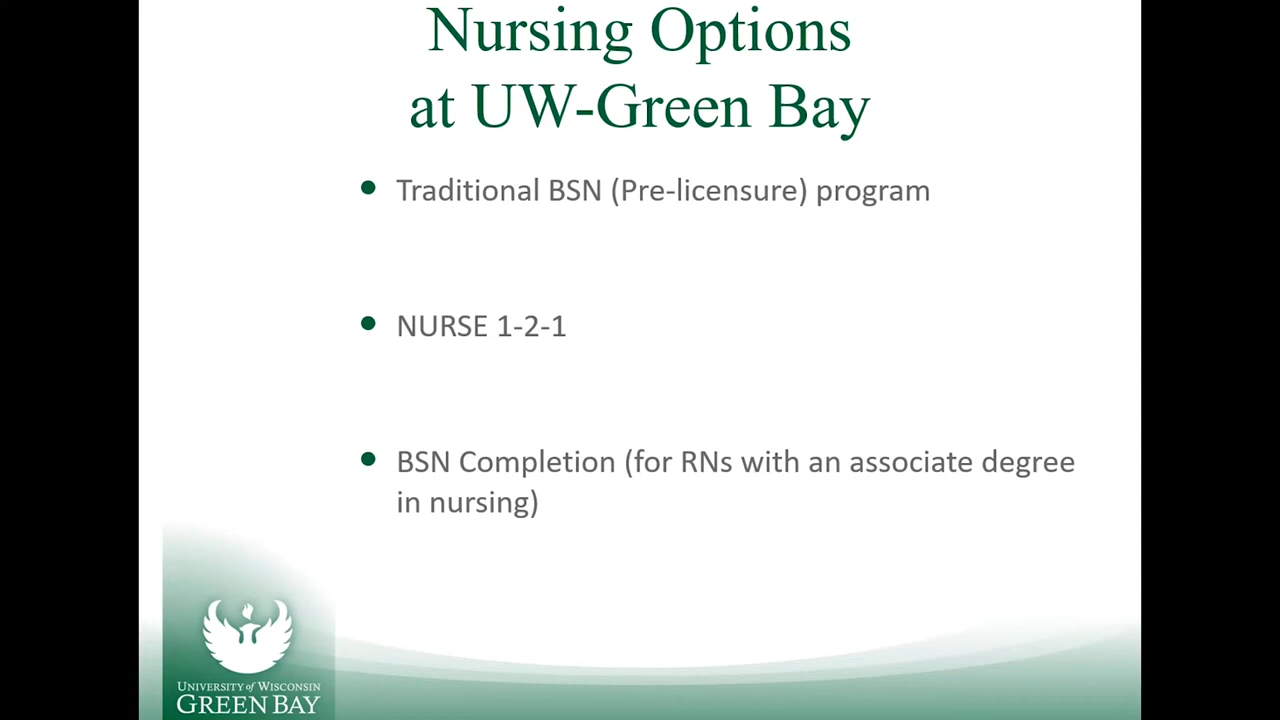 Nursing Options
at UW-Green Bay
• Traditional BSN (Pre-licensure) program
• NURSE 1-2-1
• BSN Completion (for RNs with an associate degree
in nursing)
UNIVERSITY of WISCONSIN
GREEN BAY